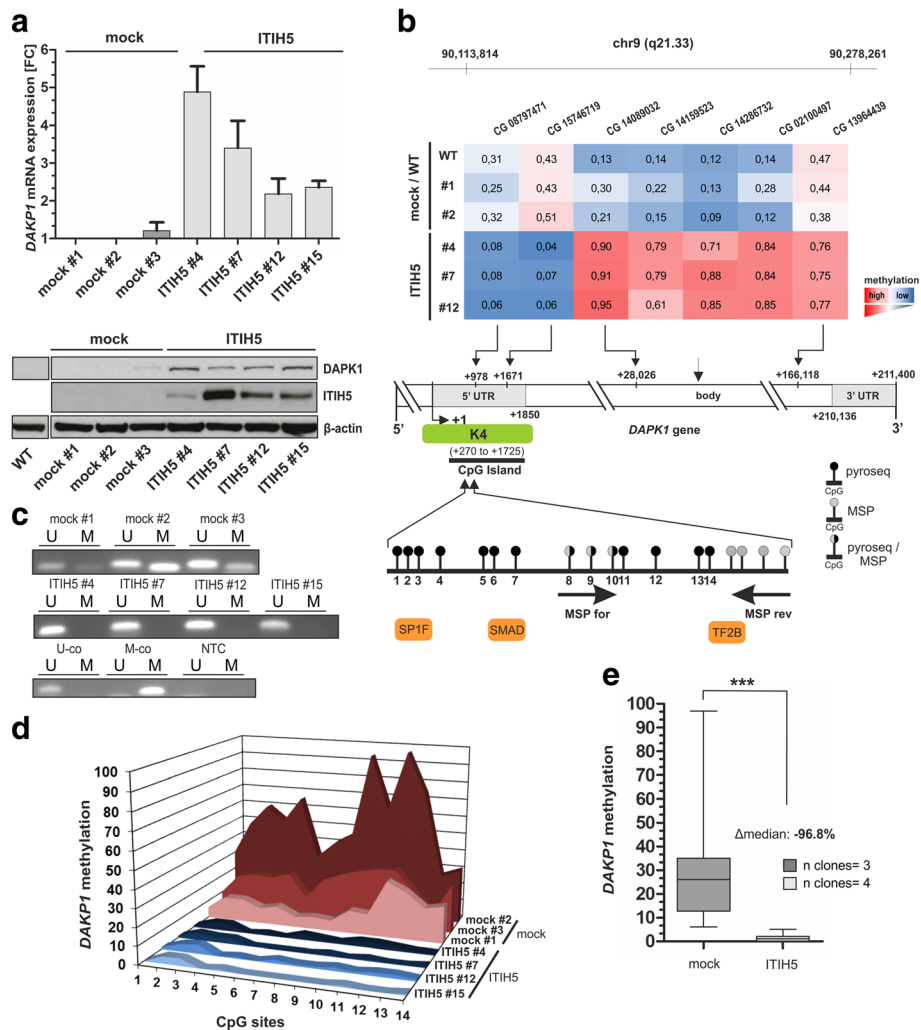 a
mock ITIH5
DAKP1 mRNA expression [FC]
6
5
4
3
2
1
mock #1 mock #2 mock #3 ITIH5 #4 ITIH5 #7 ITIH5 #12 ITIH5 #15
mock ITIH5
DAPK1
ITIH5
β-actin
WT mock #1 mock #2 mock #3 ITIH5 #4 ITIH5 #7 ITIH5 #12 ITIH5 #15
b
chr9 (q21.33)
90,113,814 90,278,261
CG 08797471 CG 15746719 CG 14089032 CG 14159523 CG 14286732 CG 02100497 CG 13964439
mock / WT
WT 0,31 0,43 0,13 0,14 0,12 0,14 0,47
#1 0,25 0,43 0,30 0,22 0,13 0,28 0,44
#2 0,32 0,51 0,21 0,15 0,09 0,12 0,38
ITIH5
#4 0,08 0,04 0,90 0,79 0,71 0,84 0,76
#7 0,08 0,07 0,91 0,79 0,88 0,84 0,75
#12 0,06 0,06 0,95 0,61 0,85 0,85 0,77
methylation
high low
+978 +1671 +28,026 +166,118 +211,400
5' UTR body 3' UTR
+1850 +210,136
5' +1 DAPK1 gene 3'
K4
(+270 to +1725)
CpG Island
pyroseq
CpG
MSP
CpG
pyroseq / MSP
CpG
1 2 3 4 5 6 7 8 9 10 11 12 13 14
MSP for MSP rev
SP1F SMAD TF2B
c
mock #1 mock #2 mock #3
U M U M U M
ITIH5 #4 ITIH5 #7 ITIH5 #12 ITIH5 #15
U M U M U M U M
U-co M-co NTC
U M U M U M
d
DAKP1 methylation
100
90
80
70
60
50
40
30
20
10
0
1 2 3 4 5 6 7 8 9 10 11 12 13 14
CpG sites
mock #2
mock #3
mock #1
mock
ITIH5 #4
ITIH5 #7
ITIH5 #12
ITIH5 #15
ITIH5
e
***
DAKP1 methylation
100
90
80
70
60
50
40
30
20
10
0
Δmedian: -96.8%
n clones= 3
n clones= 4
mock ITIH5